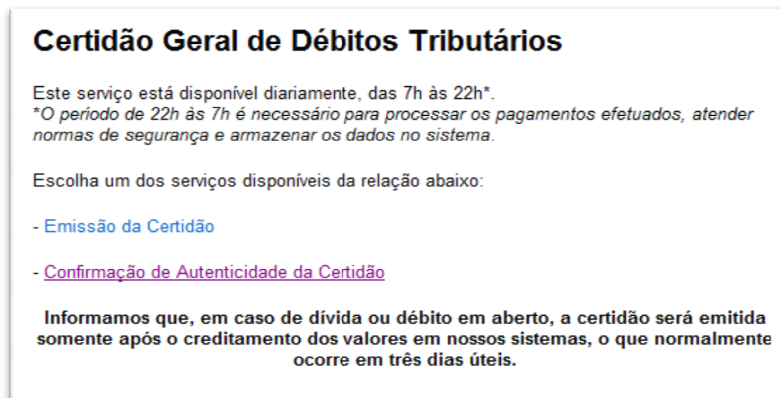 Certidão Geral de Débitos Tributários
Este serviço está disponível diariamente, das 7h às 22h*.
*O período de 22h às 7h é necessário para processar os pagamentos efetuados, atender
normas de segurança e armazenar os dados no sistema.
Escolha um dos serviços disponíveis da relação abaixo:
- Emissão da Certidão
- Confirmação de Autenticidade da Certidão
Informamos que, em caso de dívida ou débito em aberto, a certidão será emitida
somente após o creditamento dos valores em nossos sistemas, o que normalmente
ocorre em três dias úteis.